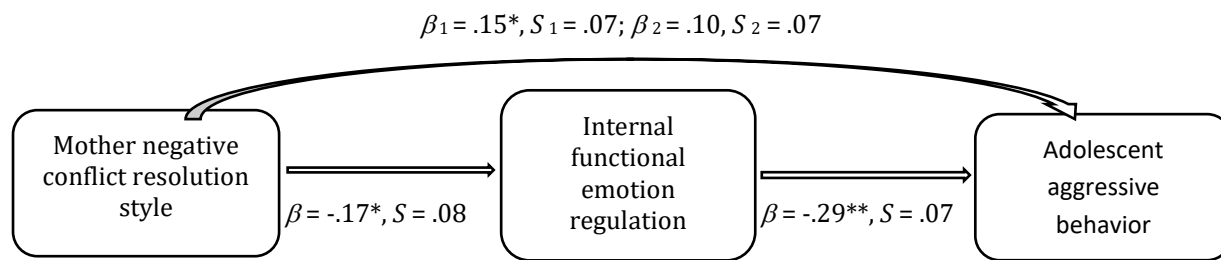 β1 = .15*, S1 = .07; β2 = .10, S2 = .07
Mother negative
conflict resolution
style
β = -.17*, S = .08
Internal
functional
emotion
regulation
β = -.29**, S = .07
Adolescent
aggressive
behavior